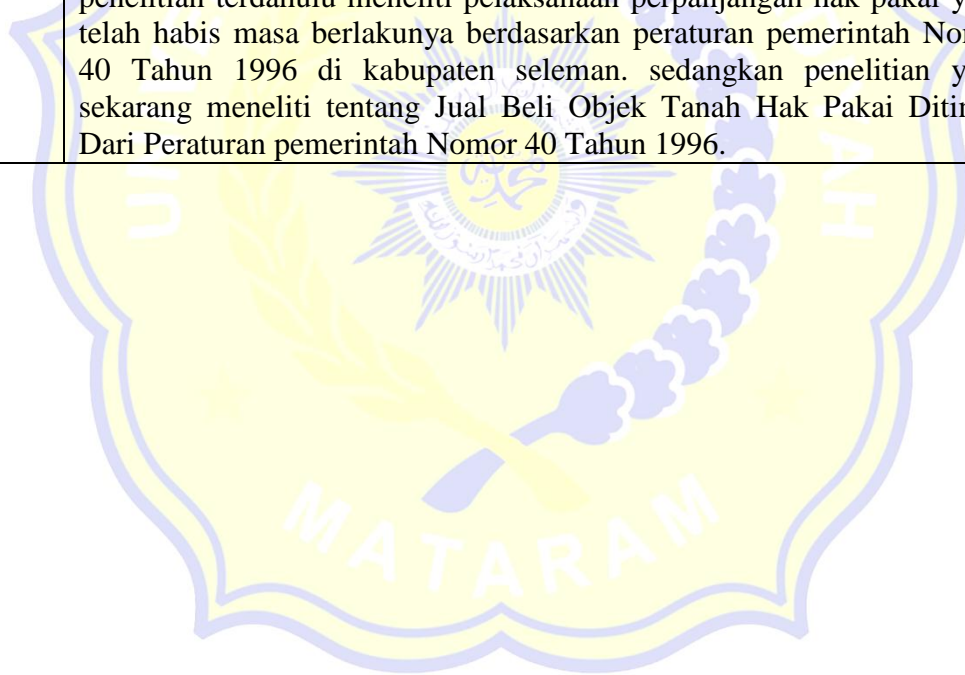 penelitian terdahulu meneliti pelaksanaan perpanjangan hak pakai
telah habis masa berlakunya berdasarkan peraturan pemerintah
40 Tahun 1996 di kabupaten seleman. sedangkan penelitian
sekarang meneliti tentang Jual Beli Objek Tanah Hak Pakai
Dari Peraturan pemerintah Nomor 40 Tahun 1996.
MATARAM